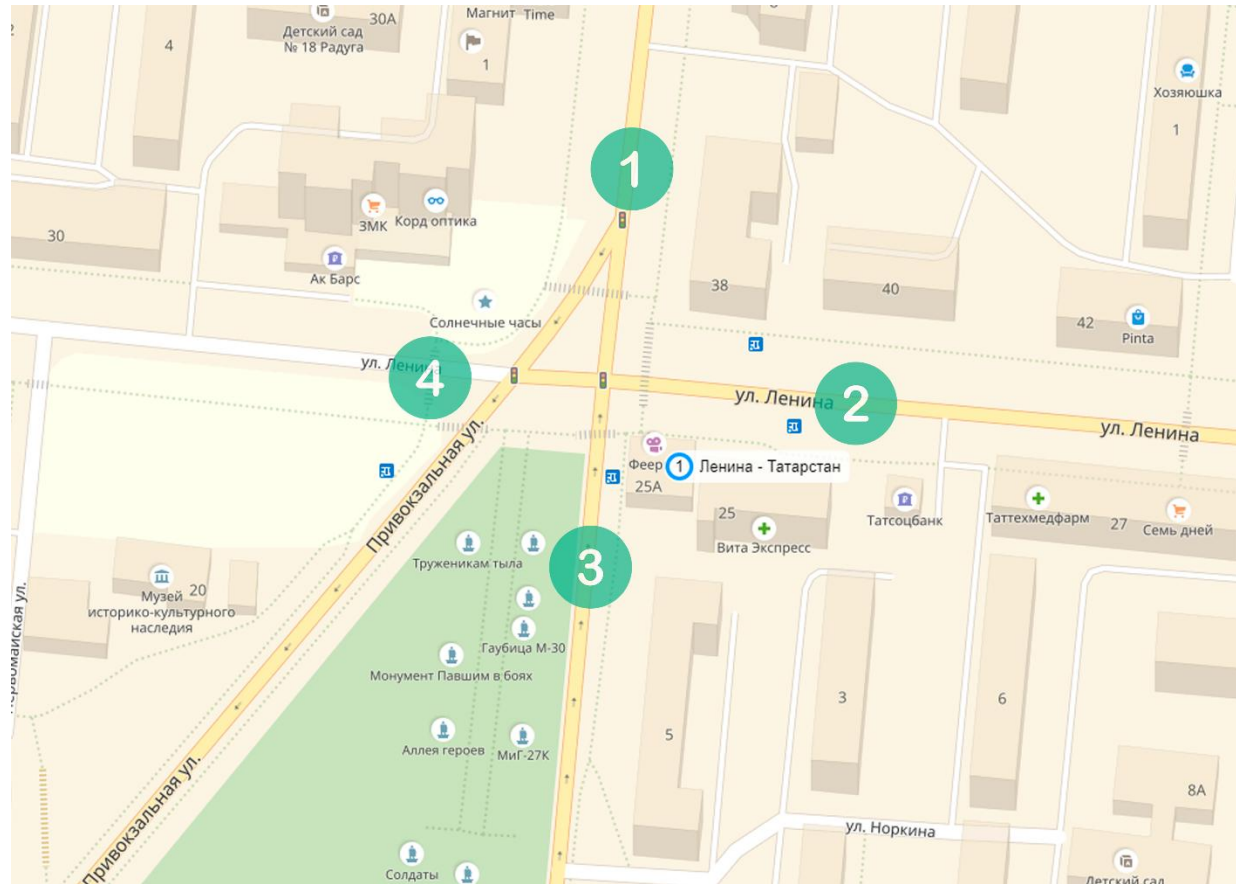 Магнит Time
30А
Детский сад
№ 18 Радуга
4
1
Хозяюшка
1
1
ЗМК
Корд оптика
30
Ак Барс
38
40
Солнечные часы
42
Pinta
ул. Ленина
4
ул. Ленина
2
ул. Ленина
Феер
1
Ленина - Татарстан
25А
25
Татсоцбанк
Таттехмедфарм
27
Семь дней
Вита Экспресс
Привокзальная ул.
Труженикам тыла
3
Музей
20
историко-культурного
наследия
Гаубица М-30
Монумент Павшим в боях
3
6
Аллея героев
МиГ-27К
5
8А
Привокзальная ул.
ул. Норкина
Солдаты
Детский сад